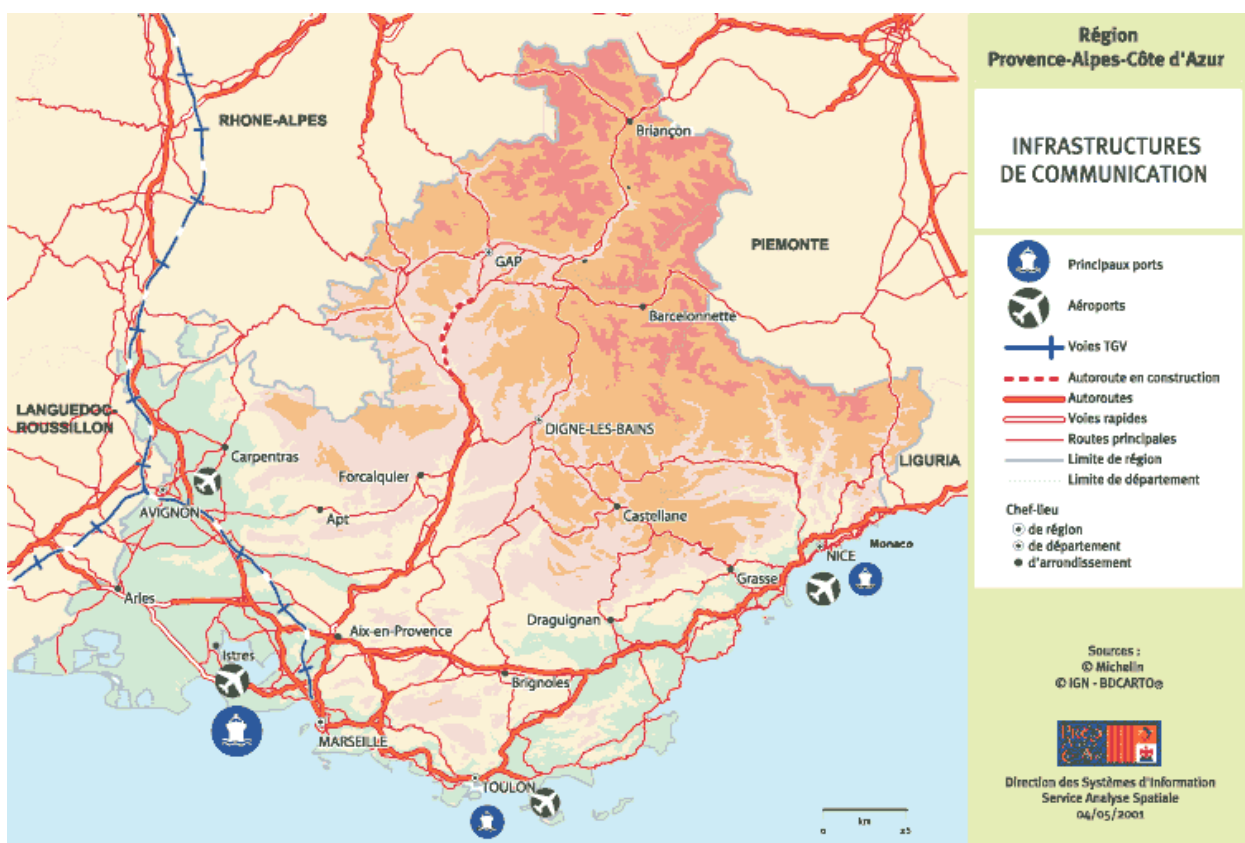 Région
Provence-Alpes-Côte d'Azur
INFRASTRUCTURES
DE COMMUNICATION
Principaux ports
Aéroports
Voies TGV
Autoroute en construction
Autoroutes
Voies rapides
Routes principales
Limite de région
Limite de département
Chef-lieu
de région
de département
d'arrondissement
Sources :
© Michelin
© IGN - BDCARTO®
Direction des Systèmes d'Information
Service Analyse Spatiale
04/05/2001
RHONE-ALPES
Briançon
PIEMONTE
GAP
Barcelonnette
LANGUEDOC-
ROUSSILLON
DIGNE-LES-BAINS
Carpentras
LIGURIA
Forcalquier
AVIGNON
Apt
Castellane
Monaco
NICE
Grasse
Arles
Draguignan
Aix-en-Provence
Istres
Brignoles
MARSEILLE
TOULON
km
0 25